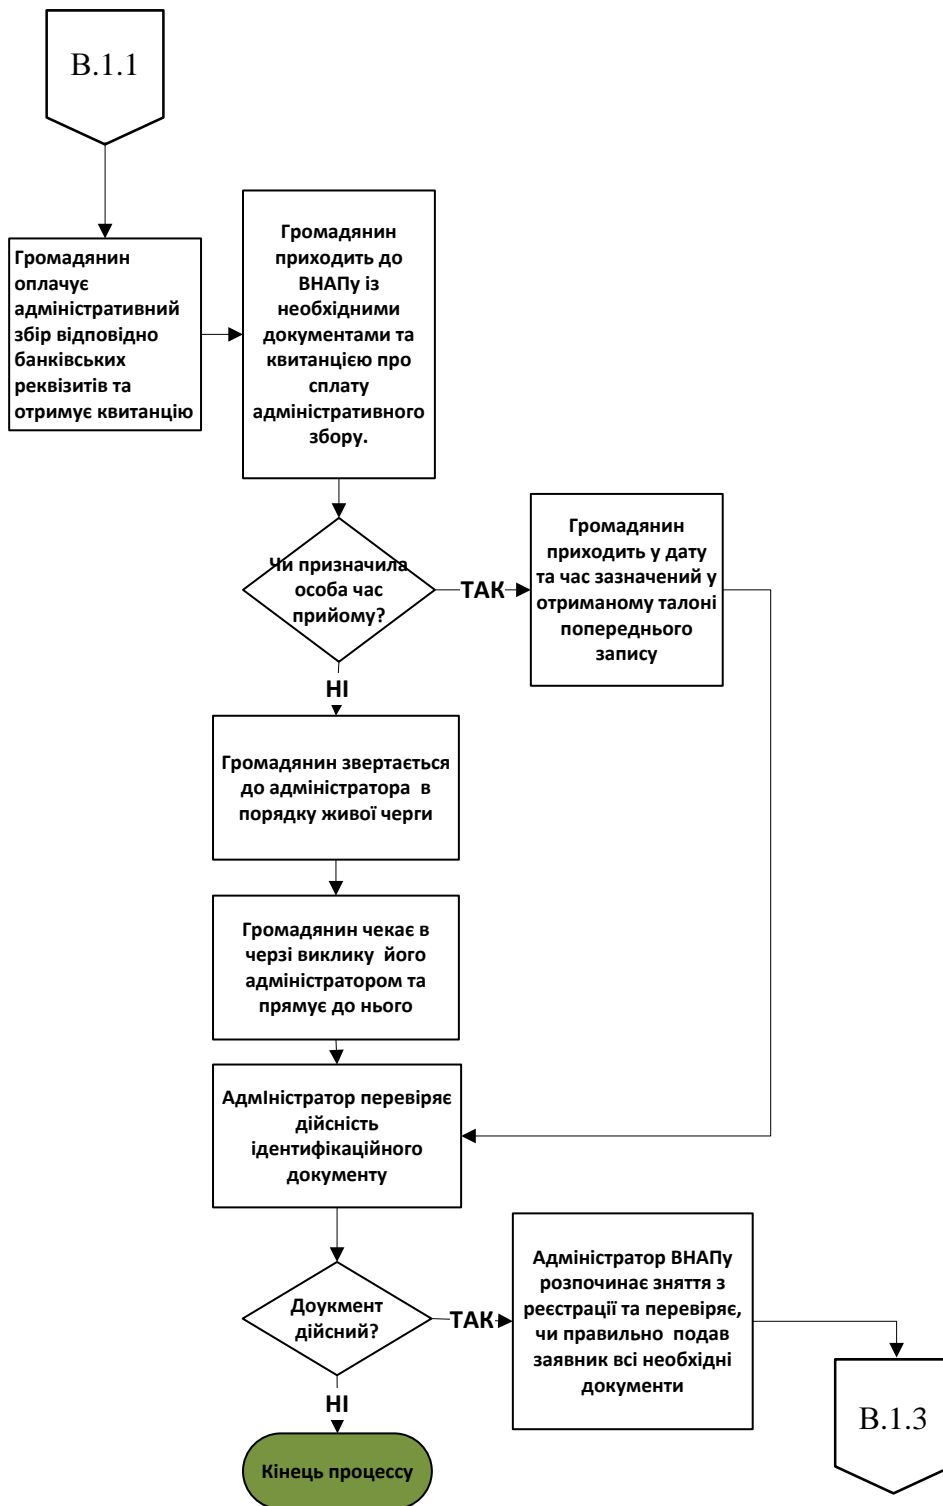 B.1.1
Громадянин
оплачує
адміністративний
збір відповідно
банківських
реквізитів та
отримує квитанцію
Громадянин
приходить до
ВНАПу із
необхідними
документами та
квитанцією про
сплату
адміністративного
збору.
Чи призначила
особа час
прийому?
ТАК
Громадянин
приходить у дату
та час зазначений у
отриманому талоні
попереднього
запису
НІ
Громадянин звертається
до адміністратора в
порядку живої черги
Громадянин чекає в
черзі виклику його
адміністратором та
прямує до нього
АдмІністратор перевіряє
дійсність
ідентифікаційного
документу
Доукмент
дійсний?
ТАК
Адміністратор ВНАПу
розпочинає зняття з
реєстрації та перевіряє,
чи правильно подав
заявник всі необхідні
документи
B.1.3
НІ
Кінець процессу